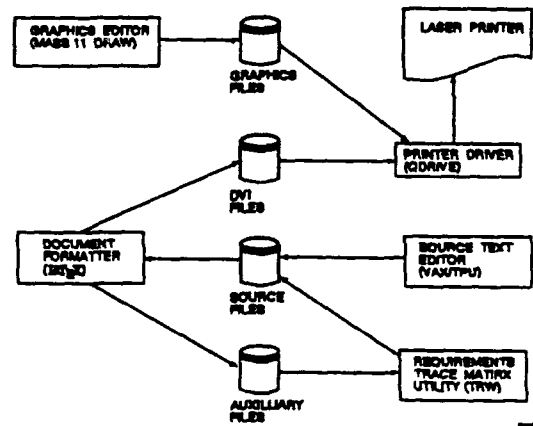 GRAPHICS EDITOR
(MASS 11 DRAW)
LASER PRINTER
GRAPHICS
FILES
PRINTER DRIVER
(QDRIVE)
DVI
FILES
DOCUMENT
FORMATTER
SOURCE TEXT
EDITOR
(VAX/TPU)
SOURCE
FILES
REQUIREMENTS
TRACE MATIRX
UTILITY (TRW)
AUXILLIARY
FILES